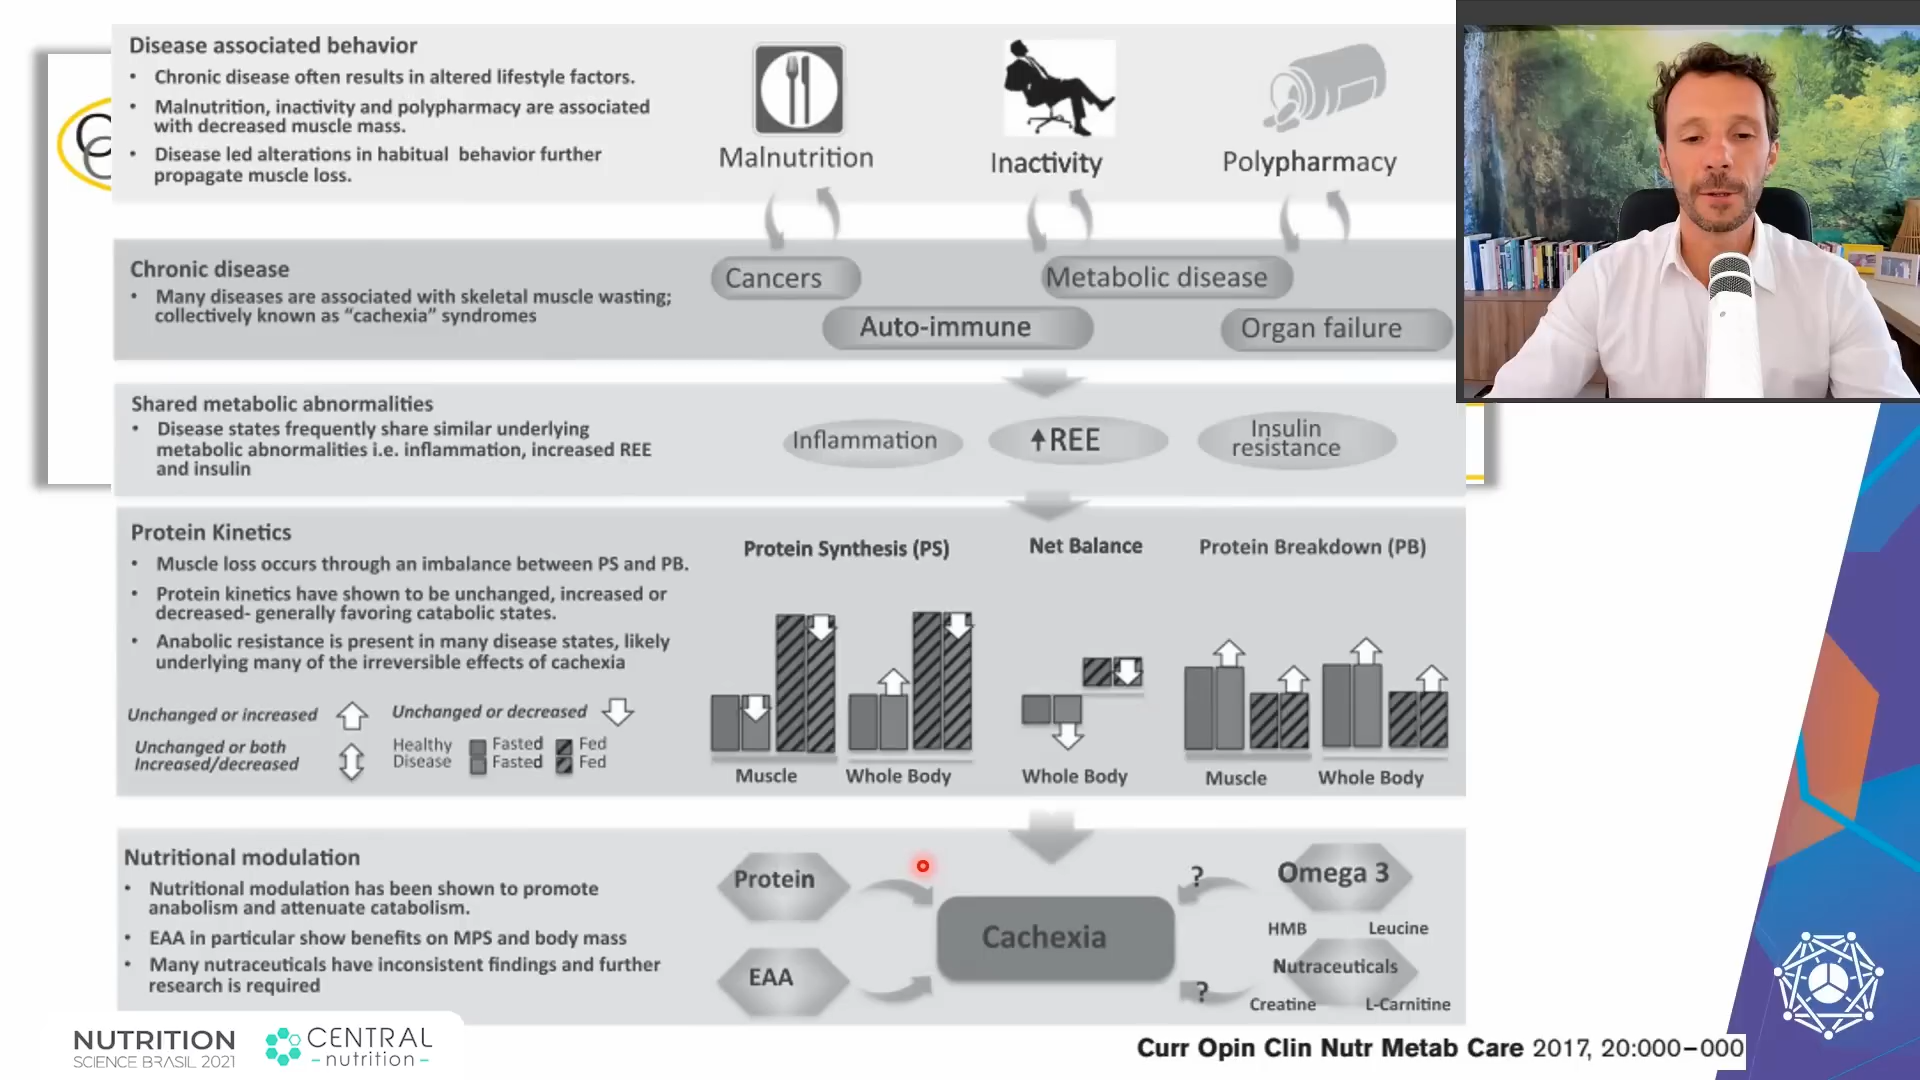 Disease associated behavior
• Chronic disease often results in altered lifestyle factors.
• Malnutrition, inactivity and polypharmacy are associated
with decreased muscle mass.
• Disease led alterations in habitual behavior further
propagate muscle loss.
Malnutrition
Inactivity
Polypharmacy
Chronic disease
• Many diseases are associated with skeletal muscle wasting;
collectively known as “cachexia” syndromes
Cancers
Metabolic disease
Auto-immune
Organ failure
Shared metabolic abnormalities
• Disease states frequently share similar underlying
metabolic abnormalities i.e. inflammation, increased REE
and insulin
Inflammation
REE
Insulin
resistance
Protein Kinetics
• Muscle loss occurs through an imbalance between PS and PB.
• Protein kinetics have shown to be unchanged, increased or
decreased- generally favoring catabolic states.
• Anabolic resistance is present in many disease states, likely
underlying many of the irreversible effects of cachexia
Unchanged or increased
Unchanged or decreased
Unchanged or both
Increased/decreased
Healthy Fasted Fed
Disease Fasted Fed
Protein Synthesis (PS)
Net Balance
Protein Breakdown (PB)
Muscle
Whole Body
Whole Body
Muscle
Whole Body
Nutritional modulation
• Nutritional modulation has been shown to promote
anabolism and attenuate catabolism.
• EAA in particular show benefits on MPS and body mass
• Many nutraceuticals have inconsistent findings and further
research is required
Protein
EAA
Cachexia
?
?
Omega 3
HMB
Leucine
Nutraceuticals
Creatine
L-Carnitine
NUTRITION
SCIENCE BRASIL 2021
CENTRAL
nutrition
Curr Opin Clin Nutr Metab Care 2017, 20:000–000